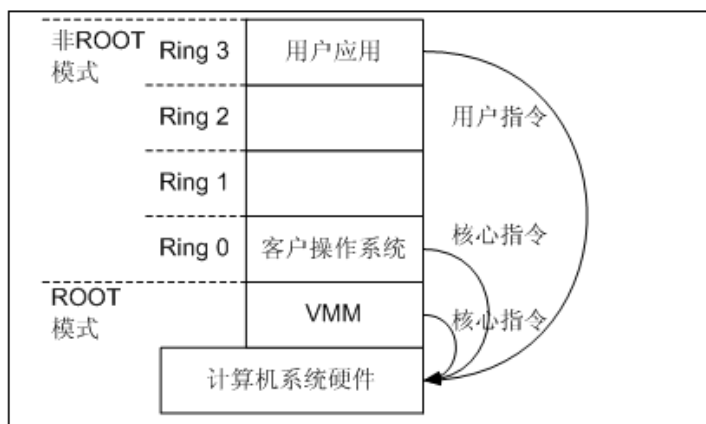 非ROOT
模式
Ring 3
用户应用
Ring 2
用户指令
Ring 1
Ring 0
客户操作系统
核心指令
ROOT
模式
VMM
核心指令
计算机系统硬件